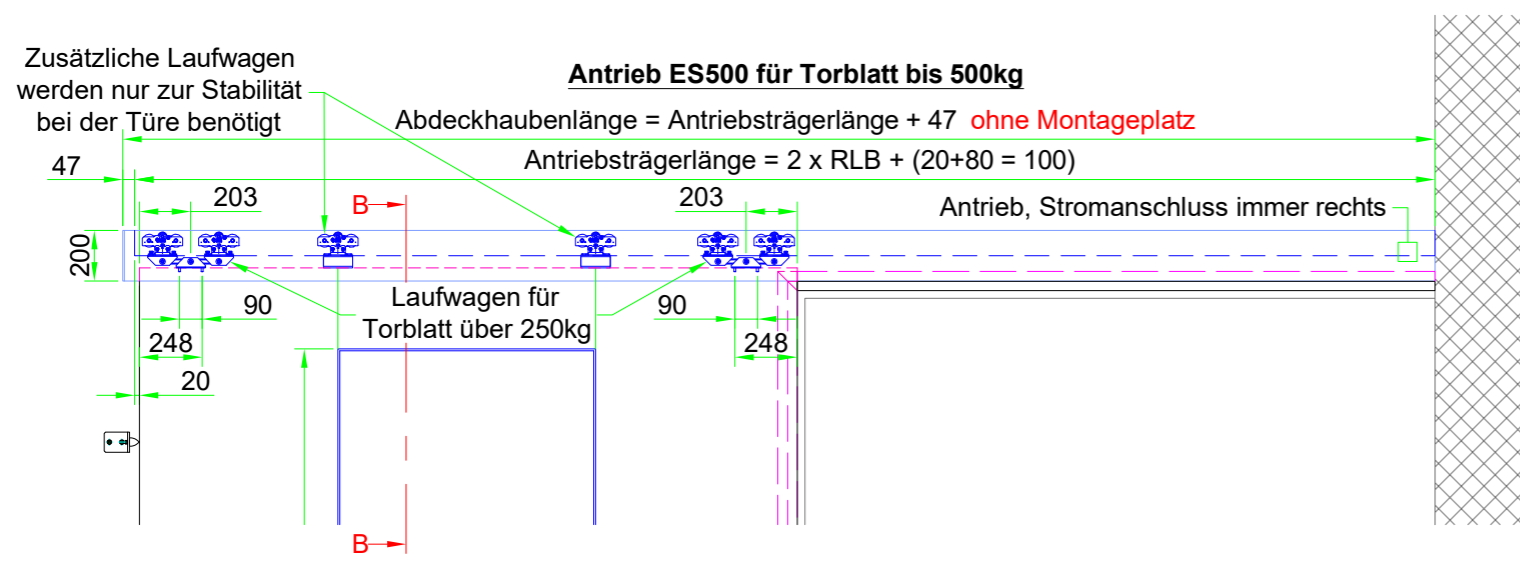 Zusätzliche Laufwagen
werden nur zur Stabilität
bei der Türe benötigt
Antrieb ES500 für Torblatt bis 500kg
Abdeckhaubenlänge = Antriebsträgerlänge + 47 ohne Montageplatz
Antriebsträgerlänge = 2 x RLB + (20+80 = 100)
47
203
B
203
Antrieb, Stromanschluss immer rechts
200
90
Laufwagen für
Torblatt über 250kg
90
248
248
20
B